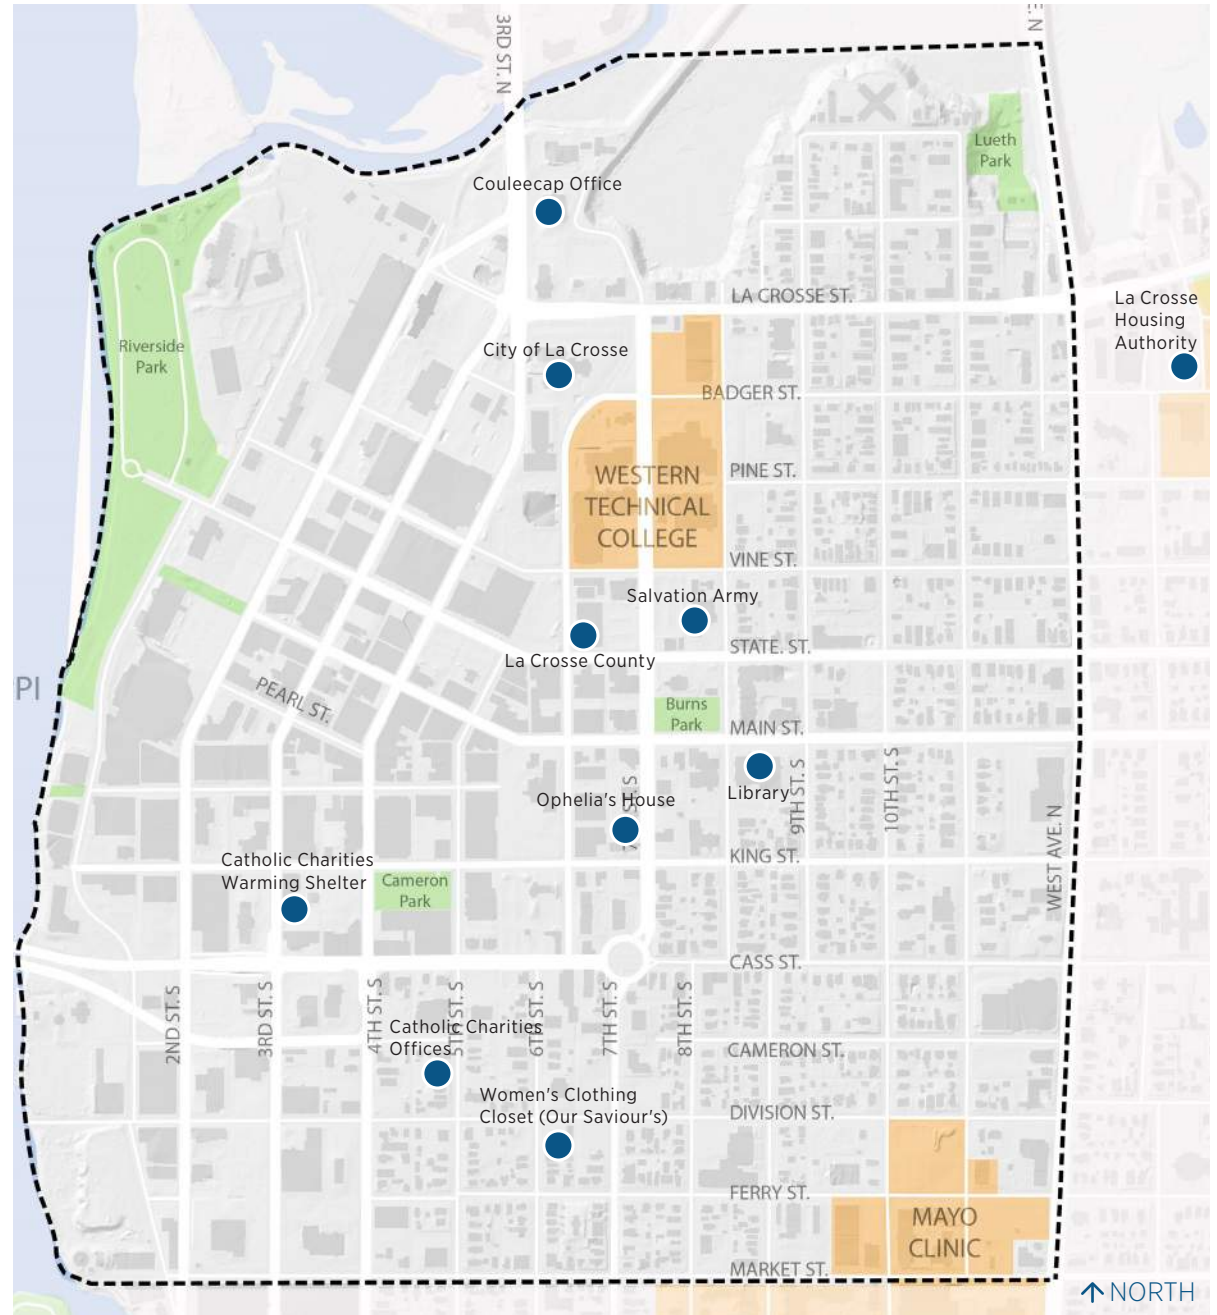 3RD ST. N
E. N
Lueth
Park
Couleecap Office
LA CROSSE ST.
La Crosse
Housing
Authority
Riverside
Park
City of La Crosse
BADGER ST.
WESTERN
TECHNICAL
COLLEGE
PINE ST.
VINE ST.
Salvation Army
La Crosse County
STATE. ST.
PI
PEARL ST.
Burns
Park
MAIN ST.
Library
9TH ST. S
10TH ST. S
Ophelia's House
ST. S
KING ST.
WEST AVE. N
Catholic Charities
Warming Shelter
Cameron
Park
CASS ST.
2ND ST. S
3RD ST. S
4TH ST. S
5TH ST. S
6TH ST. S
7TH ST. S
8TH ST. S
Catholic Charities
Offices
CAMERON ST.
Women's Clothing
Closet (Our Saviour's)
DIVISION ST.
FERRY ST.
MAYO
CLINIC
MARKET ST.
NORTH